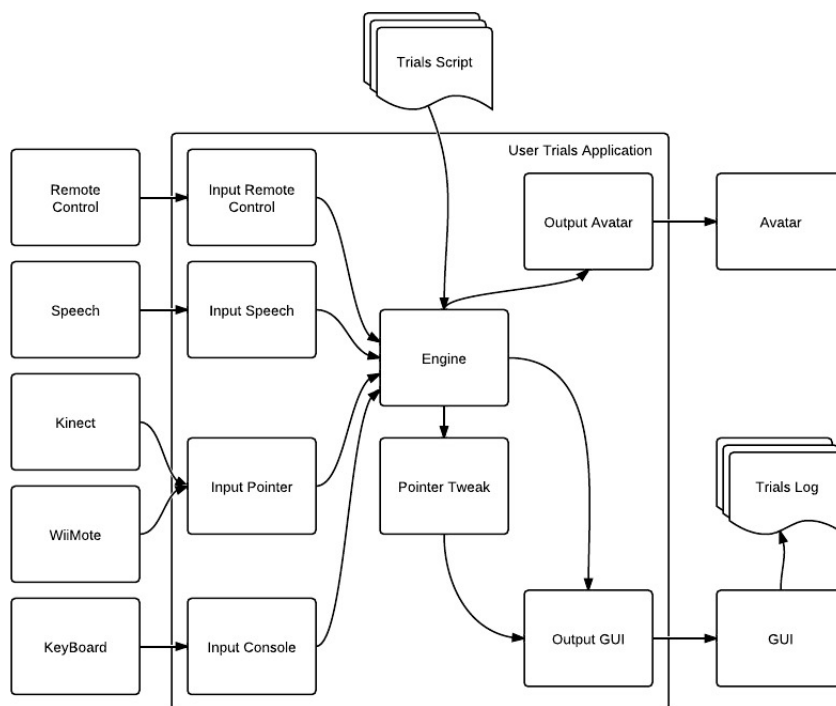 Trials Script
User Trials Application
Remote
Control
Input Remote
Control
Output Avatar
Avatar
Speech
Input Speech
Engine
Kinect
Input Pointer
Pointer Tweak
Trials Log
WiiMote
KeyBoard
Input Console
Output GUI
GUI